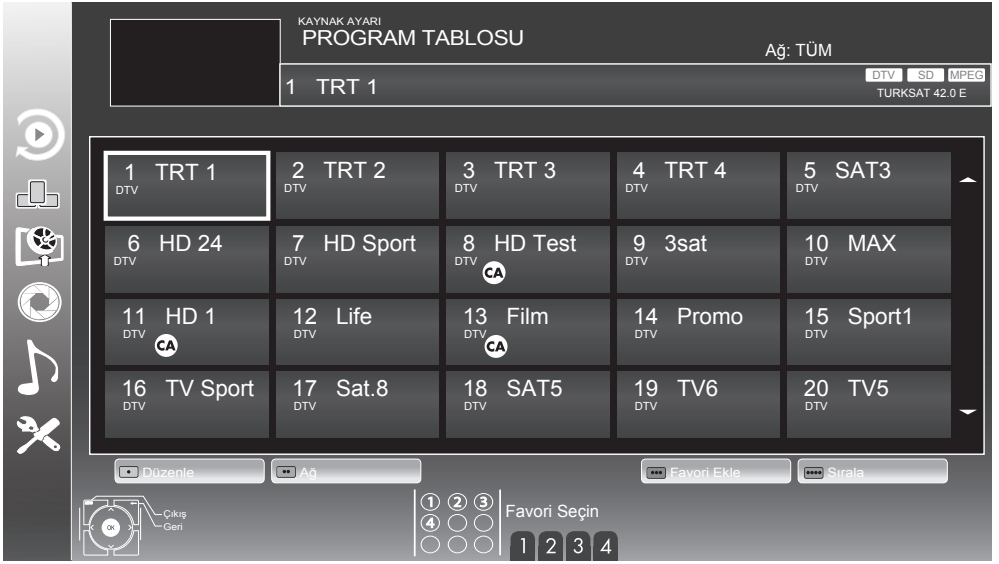 KAYNAK AYARI
PROGRAM TABLOSU
Ağ: TÜM
1 TRT 1
DTV SD MPEG
TURKSAT 42.0 E
1 TRT 1
DTV
2 TRT 2
DTV
3 TRT 3
DTV
4 TRT 4
DTV
5 SAT3
DTV
6 HD 24
DTV
7 HD Sport
DTV
8 HD Test
DTV
CA
9 3sat
DTV
10 MAX
DTV
11 HD 1
DTV
CA
12 Life
DTV
13 Film
DTV
CA
14 Promo
DTV
15 Sport1
DTV
16 TV Sport
DTV
17 Sat.8
DTV
18 SAT5
DTV
19 TV6
DTV
20 TV5
DTV
Düzenle
Ağ
Favori Ekle
Sırala
Çıkış
Geri
OK
1 2 3
4
Favori Seçin
1 2 3 4